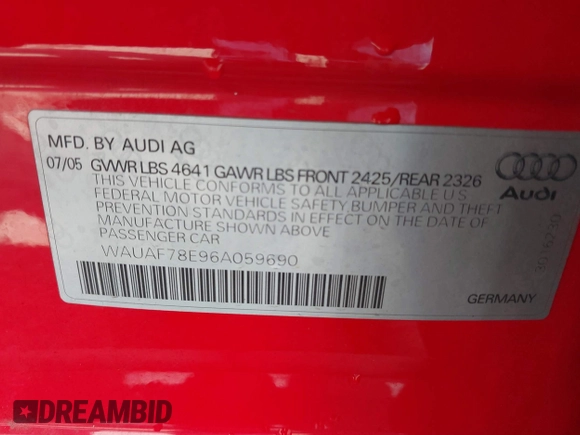 MFD. BY AUDI AG
07/05 GVWR LBS 4641 GAWR LBS FRONT 2425/REAR 2326
THIS VEHICLE CONFORMS TO ALL APPLICABLE U.S.
FEDERAL MOTOR VEHICLE SAFETY BUMPER AND THEFT
PREVENTION STANDARDS IN EFFECT ON THE DATE OF
MANUFACTURE SHOWN ABOVE
PASSENGER CAR
WAUAF78E96A059690
Audi
GERMANY
DREAMBID